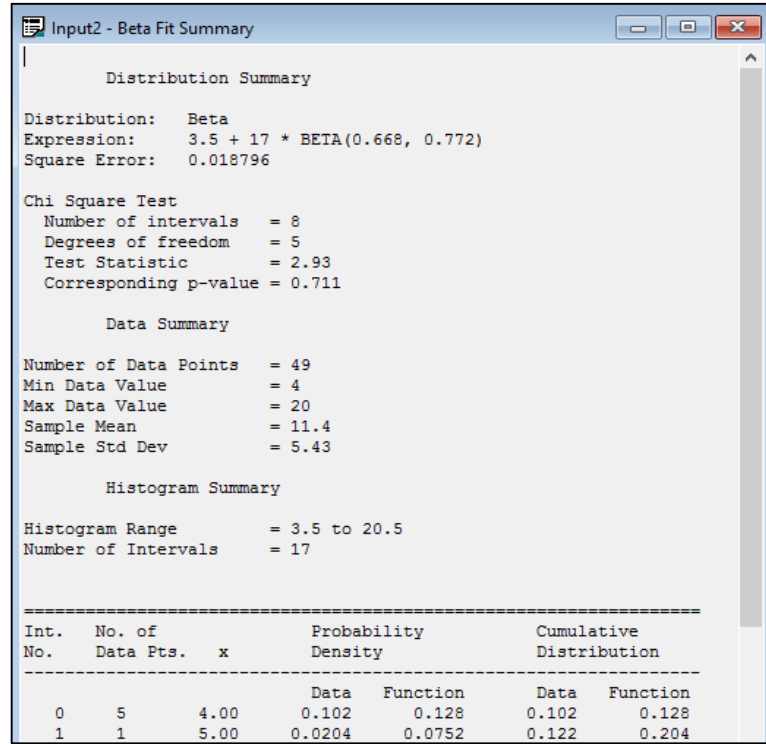 Input2 - Beta Fit Summary
Distribution Summary
Distribution: Beta
Expression: 3.5 + 17 * BETA(0.668, 0.772)
Square Error: 0.018796
Chi Square Test
Number of intervals = 8
Degrees of freedom = 5
Test Statistic = 2.93
Corresponding p-value = 0.711
Data Summary
Number of Data Points = 49
Min Data Value = 4
Max Data Value = 20
Sample Mean = 11.4
Sample Std Dev = 5.43
Histogram Summary
Histogram Range = 3.5 to 20.5
Number of Intervals = 17
Int. No. of Probability Cumulative
No. Data Pts. x Density Distribution
Data Function Data Function
0 5 4.00 0.102 0.128 0.102 0.128
1 1 5.00 0.0204 0.0752 0.122 0.204